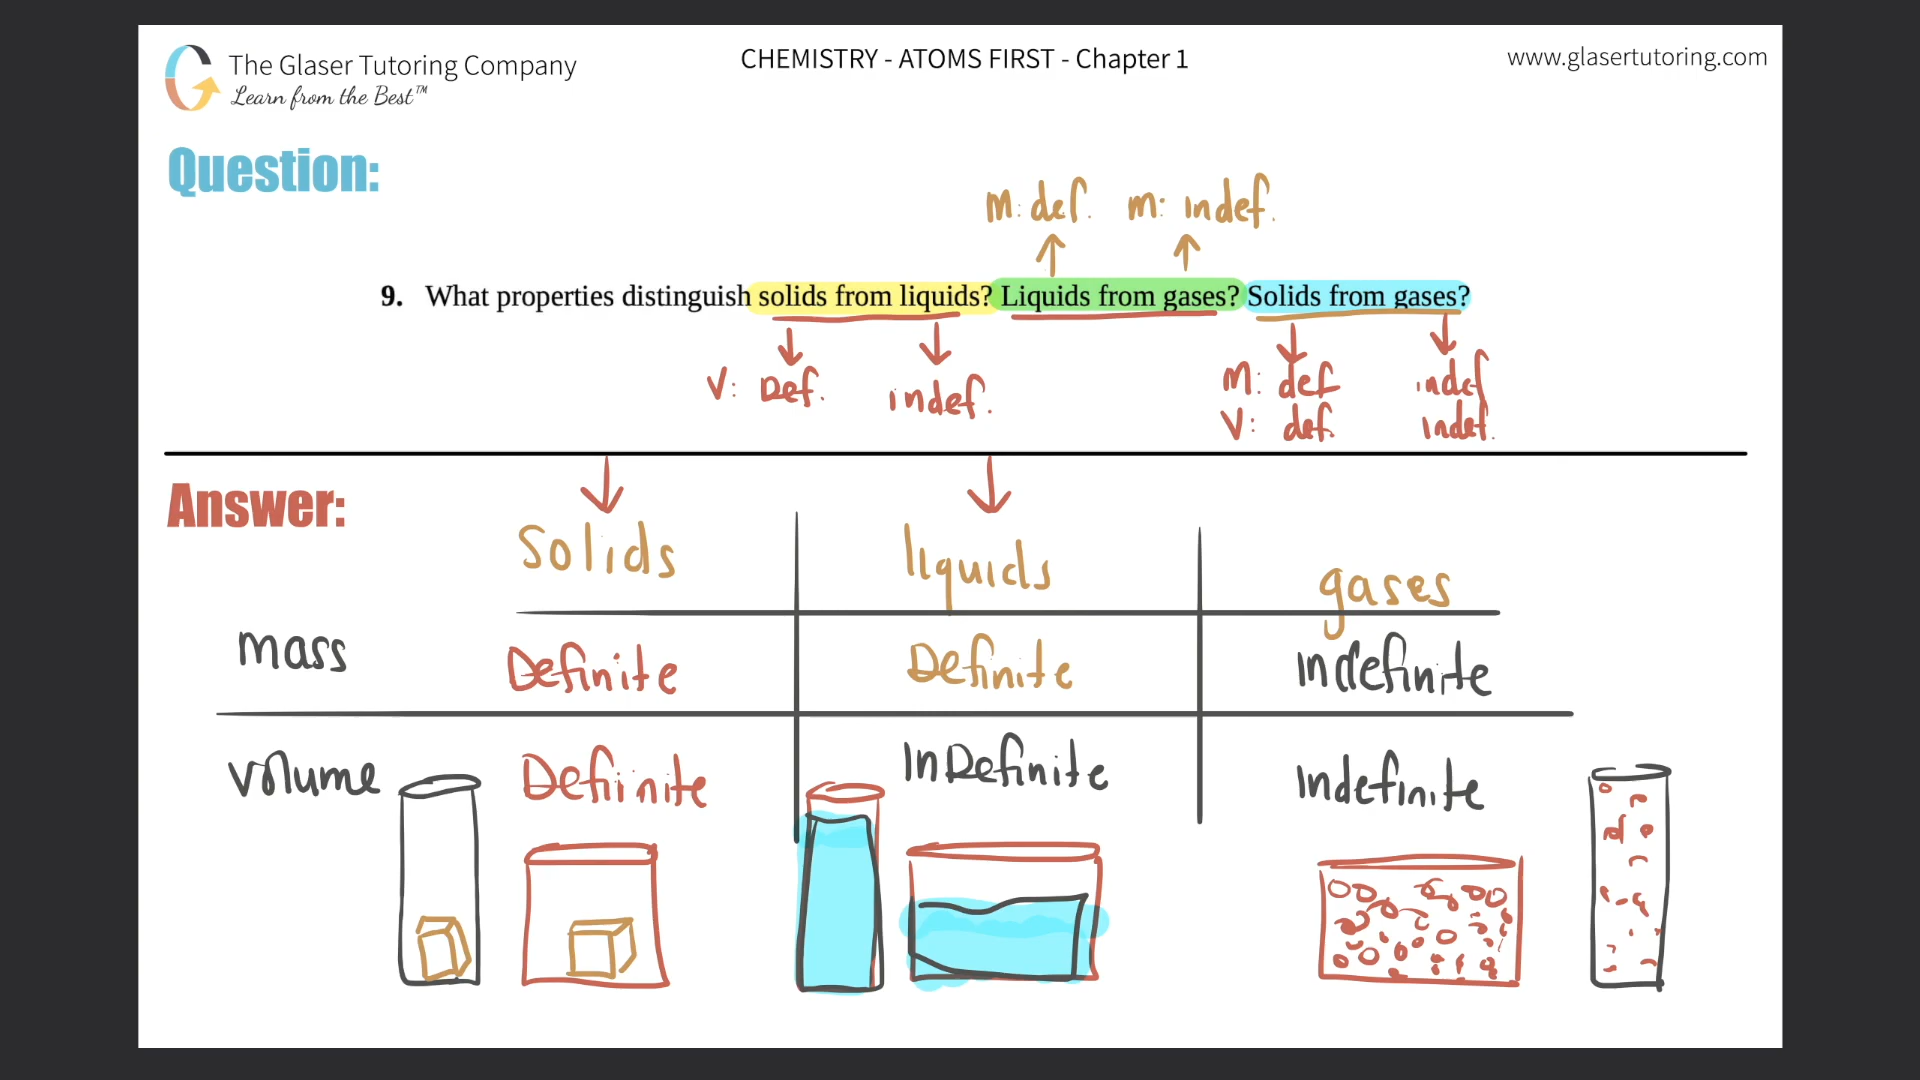 The Glaser Tutoring Company
Learn from the Best™
CHEMISTRY - ATOMS FIRST - Chapter 1
www.glasertutoring.com
Question:
m: def. m: indef.
9. What properties distinguish solids from liquids? Liquids from gases? Solids from gases?
V: Def. indef.
m: def indef
V: def. indef.
Answer:
Solids liquids gases
mass Definite Definite Indefinite
volume Defiinite InDefinite Indefinite